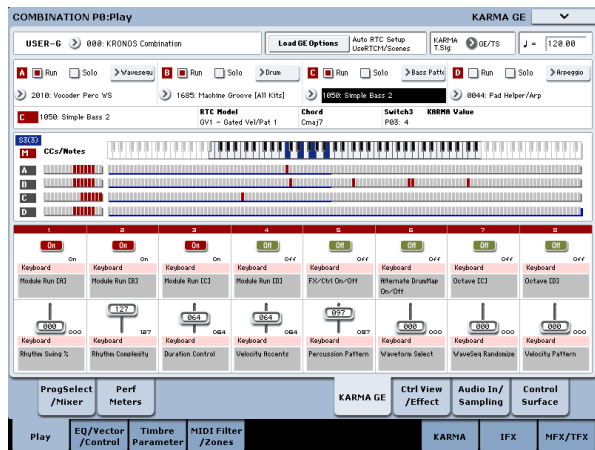 COMBINATION P0:Play KARMA GE
USER-G 000: KRONOS Combination Load GE Options Auto RTC Setup UseRTCM/Scenes KARMA T.Sig: GE/TS ♩= 120.00
A Run Solo >Wavesequ B Run Solo >Drum C Run Solo >Bass Patte D Run Solo >Arpeggio
2010: Vocoder Perc WS 1685: Machine Groove [All Kits] 1050: Simple Bass 2 0044: Pad Helper/Arp
C 1050: Simple Bass 2 RTC Model GV1 - Gated Vel/Pat 1 Chord Cmaj7 Switch3 P03: 4 KARMA Value
S3(3)
M CCs/Notes
A
B
C
D
1 2 3 4 5 6 7 8
On On On Off Off Off Off Off
On On On Off Off Off Off Off
Keyboard Keyboard Keyboard Keyboard Keyboard Keyboard Keyboard Keyboard
Module Run [A] Module Run [B] Module Run [C] Module Run [D] FX/Ctrl On/Off Alternate DrumMap On/Off Octave [C] Octave [D]
000 127 064 064 097 000 000 000
000 127 064 064 087 000 000 000
Keyboard Keyboard Keyboard Keyboard Keyboard Keyboard Keyboard Keyboard
Rhythm Swing % Rhythm Complexity Duration Control Velocity Accents Percussion Pattern Waveform Select WaveSeq Randomize Velocity Pattern
ProgSelect /Mixer Perf Meters KARMA GE Ctrl View /Effect Audio In/ Sampling Control Surface
Play EQ/Vector /Control Timbre Parameter MIDI Filter /Zones KARMA IFX MFX/TFX